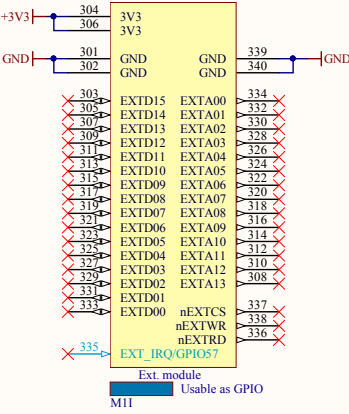 304 3V3
+3V3 306 3V3
301 GND GND 339
GND 302 GND GND 340 GND
303 EXTD15 EXTA00 334
305 EXTD14 EXTA01 332
307 EXTD13 EXTA02 330
309 EXTD12 EXTA03 328
311 EXTD11 EXTA04 326
313 EXTD10 EXTA05 324
315 EXTD09 EXTA06 322
317 EXTD08 EXTA07 320
319 EXTD07 EXTA08 318
321 EXTD06 EXTA09 316
323 EXTD05 EXTA10 314
325 EXTD04 EXTA11 312
327 EXTD03 EXTA12 310
329 EXTD02 EXTA13 308
331 EXTD01
333 EXTD00 nEXTCS 337
nEXTWR 338
nEXTRD 336
335 EXT_IRQ/GPIO57
Ext. module
Usable as GPIO
M1I